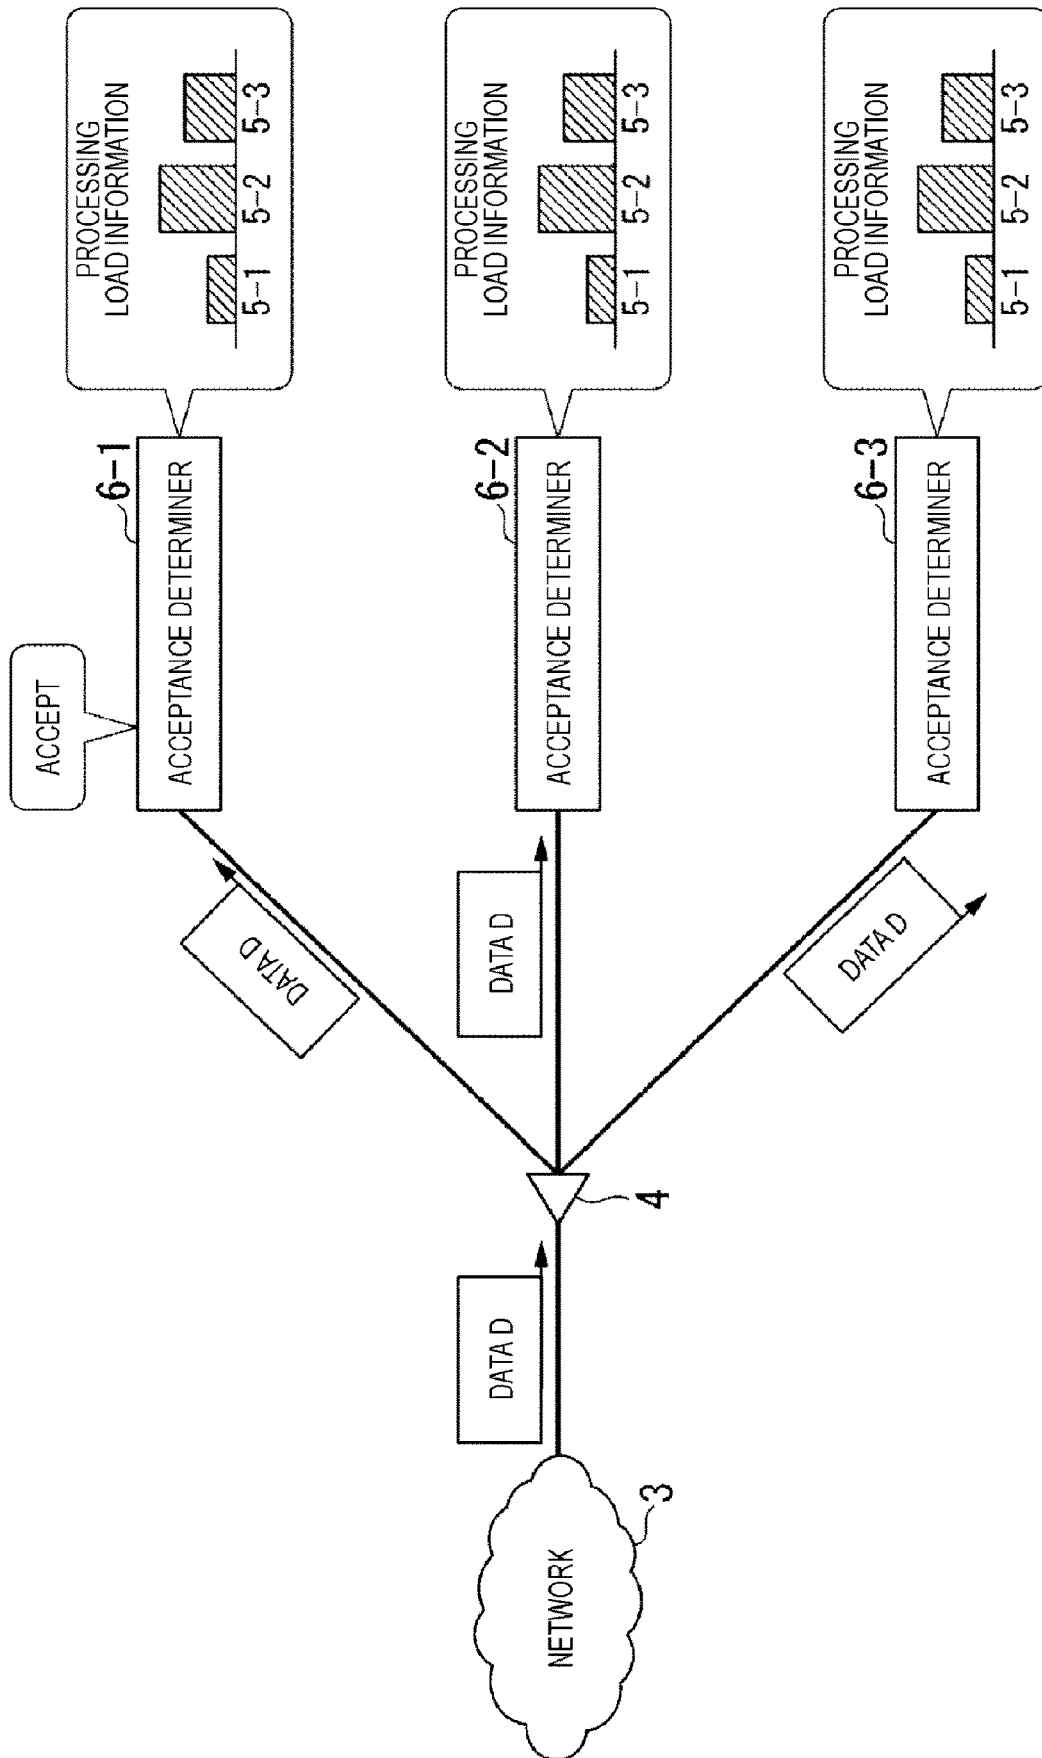 NETWORK
3
DATA D
4
DATA D
DATA D
DATA D
ACCEPT
6-1
ACCEPTANCE DETERMINER
PROCESSING
LOAD INFORMATION
5-1 5-2 5-3
6-2
ACCEPTANCE DETERMINER
PROCESSING
LOAD INFORMATION
5-1 5-2 5-3
6-3
ACCEPTANCE DETERMINER
PROCESSING
LOAD INFORMATION
5-1 5-2 5-3